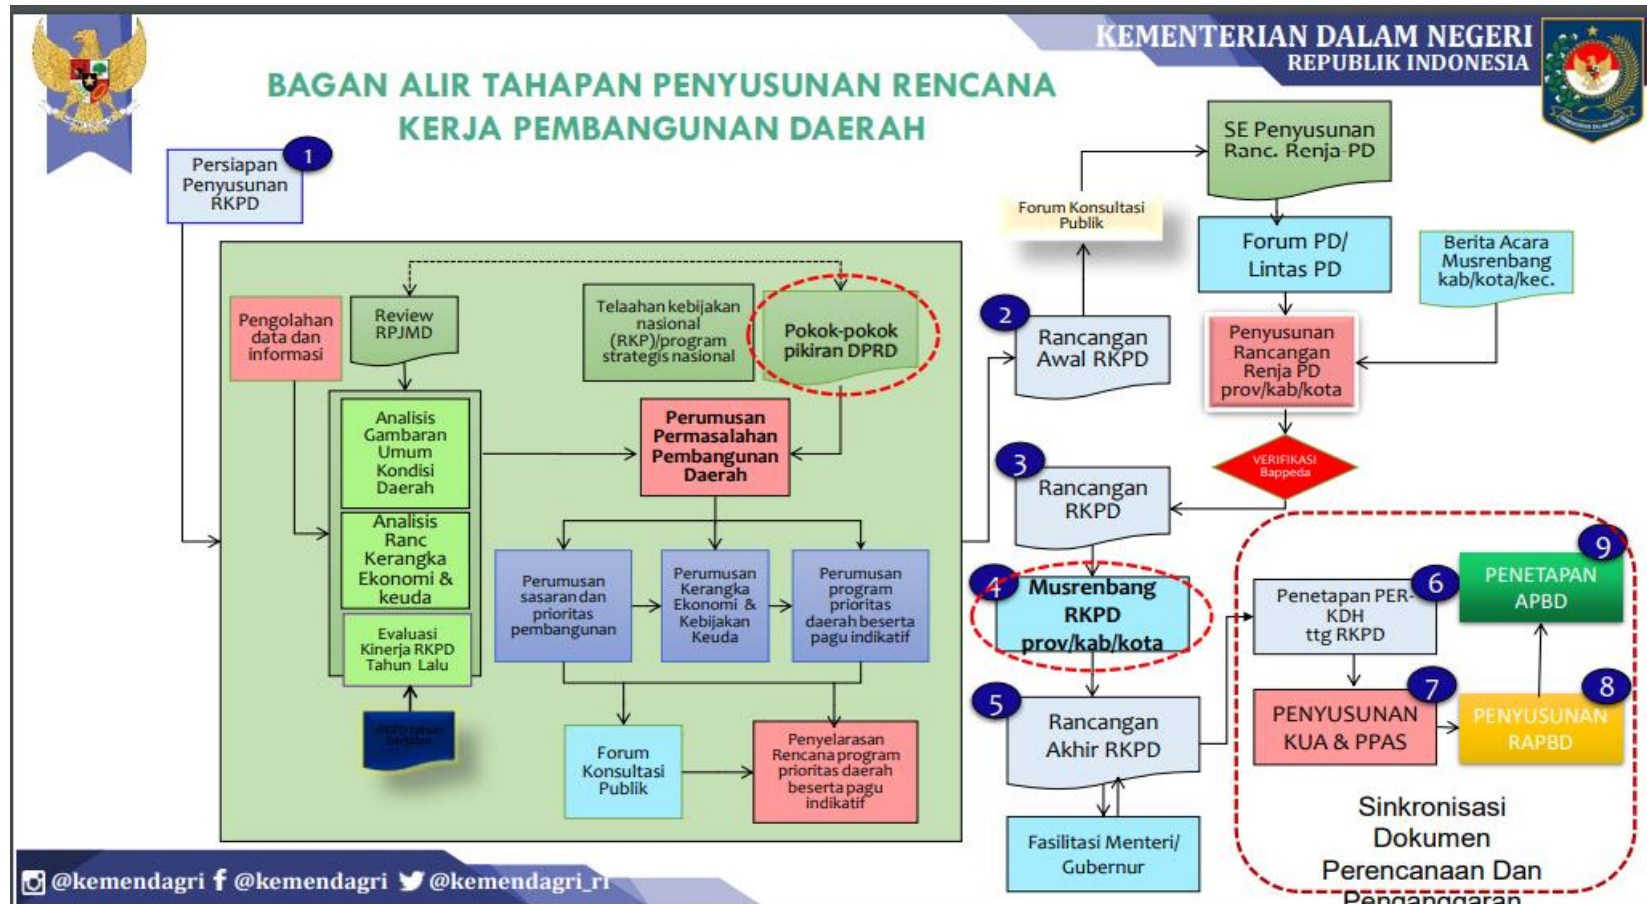 KEMENTERIAN DALAM NEGERI
REPUBLIK INDONESIA
BAGAN ALIR TAHAPAN PENYUSUNAN RENCANA
KERJA PEMBANGUNAN DAERAH
1
Persiapan
Penyusunan
RKPD
Pengolahan
data dan
informasi
Review
RPJMD
Telaahan kebijakan
nasional
(RKP)/program
strategis nasional
Pokok-pokok
pikiran DPRD
Analisis
Gambaran
Umum
Kondisi
Daerah
Analisis
Ranc
Kerangka
Ekonomi &
keuda
Evaluasi
Kinerja RKPD
Tahun Lalu
Perumusan
Permasalahan
Pembangunan
Daerah
Perumusan
sasaran dan
prioritas
pembangunan
Perumusan
Kerangka
Ekonomi &
Kebijakan
Keuda
Perumusan
program
prioritas
daerah beserta
pagu indikatif
Forum
Konsultasi
Publik
Penyelarasan
Rencana program
prioritas daerah
beserta pagu
indikatif
2
Rancangan
Awal RKPD
Forum Konsultasi
Publik
SE Penyusunan
Ranc. Renja-PD
Forum PD/
Lintas PD
Berita Acara
Musrenbang
kab/kota/kec.
Penyusunan
Rancangan
Renja PD
prov/kab/kota
VERIFIKASI
Bappeda
3
Rancangan
RKPD
4
Musrenbang
RKPD
prov/kab/kota
5
Rancangan
Akhir RKPD
Fasilitasi Menteri/
Gubernur
6
Penetapan PER-
KDH
ttg RKPD
7
PENYUSUNAN
KUA & PPAS
8
PENYUSUNAN
RAPBD
9
PENETAPAN
APBD
Sinkronisasi
Dokumen
Perencanaan Dan
Penganggaran
@kemendagri @kemendagri @kemendagri_ri